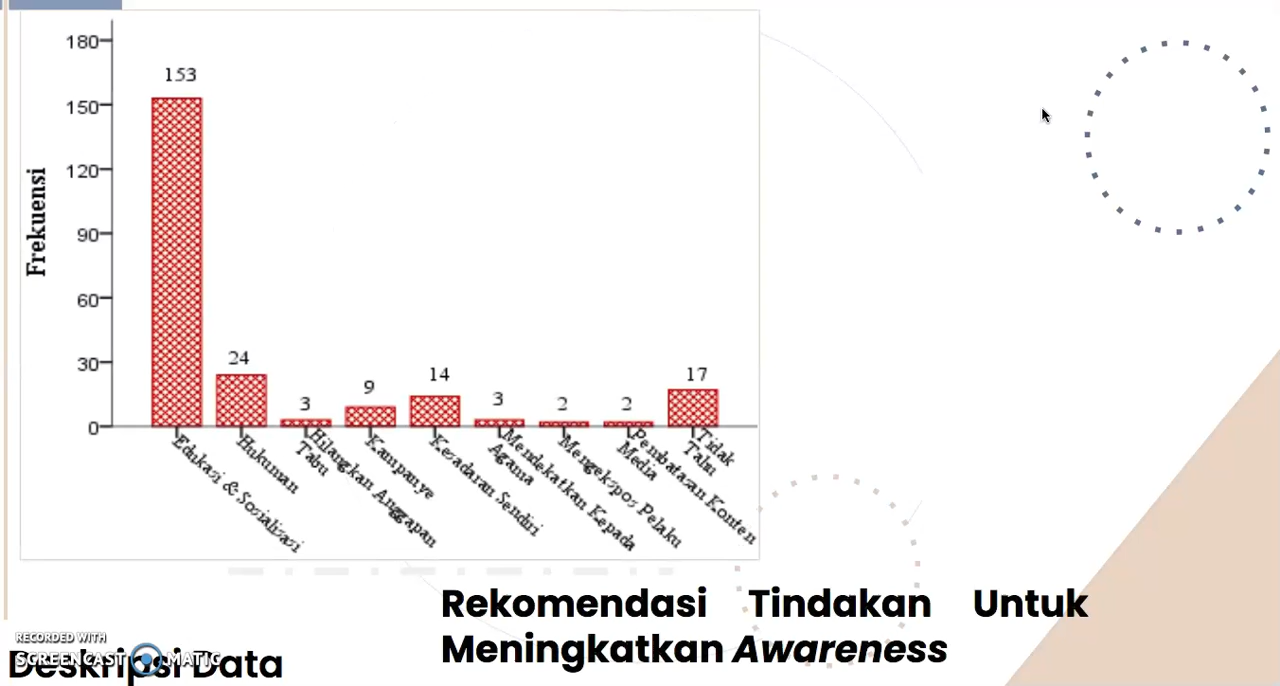 180
150
120
90
60
30
0
Frekuensi
153
24
3
9
14
3
2
2
17
Edukasi & Sosialisasi
Hukuman
Hilangkan Anggapan
Tabu
Kampanye
Kesadaran Sendiri
Mendekatkan Kepada
Agama
Mengekspos Pelaku
Pembatasan Konten
Media
Tidak
Tahu
Rekomendasi Tindakan Untuk
Meningkatkan Awareness
RECORDED WITH
SCREENCAST MATIC
Deskripsi Data